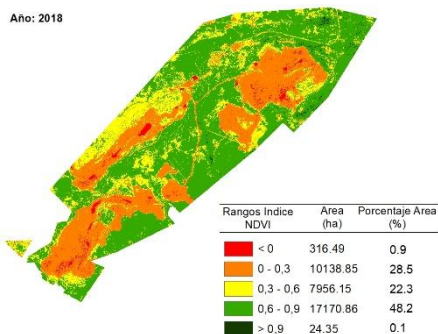 Año: 2018
Rangos Indice NDVI Area (ha) Porcentaje Area (%)
< 0 316.49 0.9
0 - 0,3 10138.85 28.5
0,3 - 0,6 7956.15 22.3
0,6 - 0,9 17170.86 48.2
> 0,9 24.35 0.1